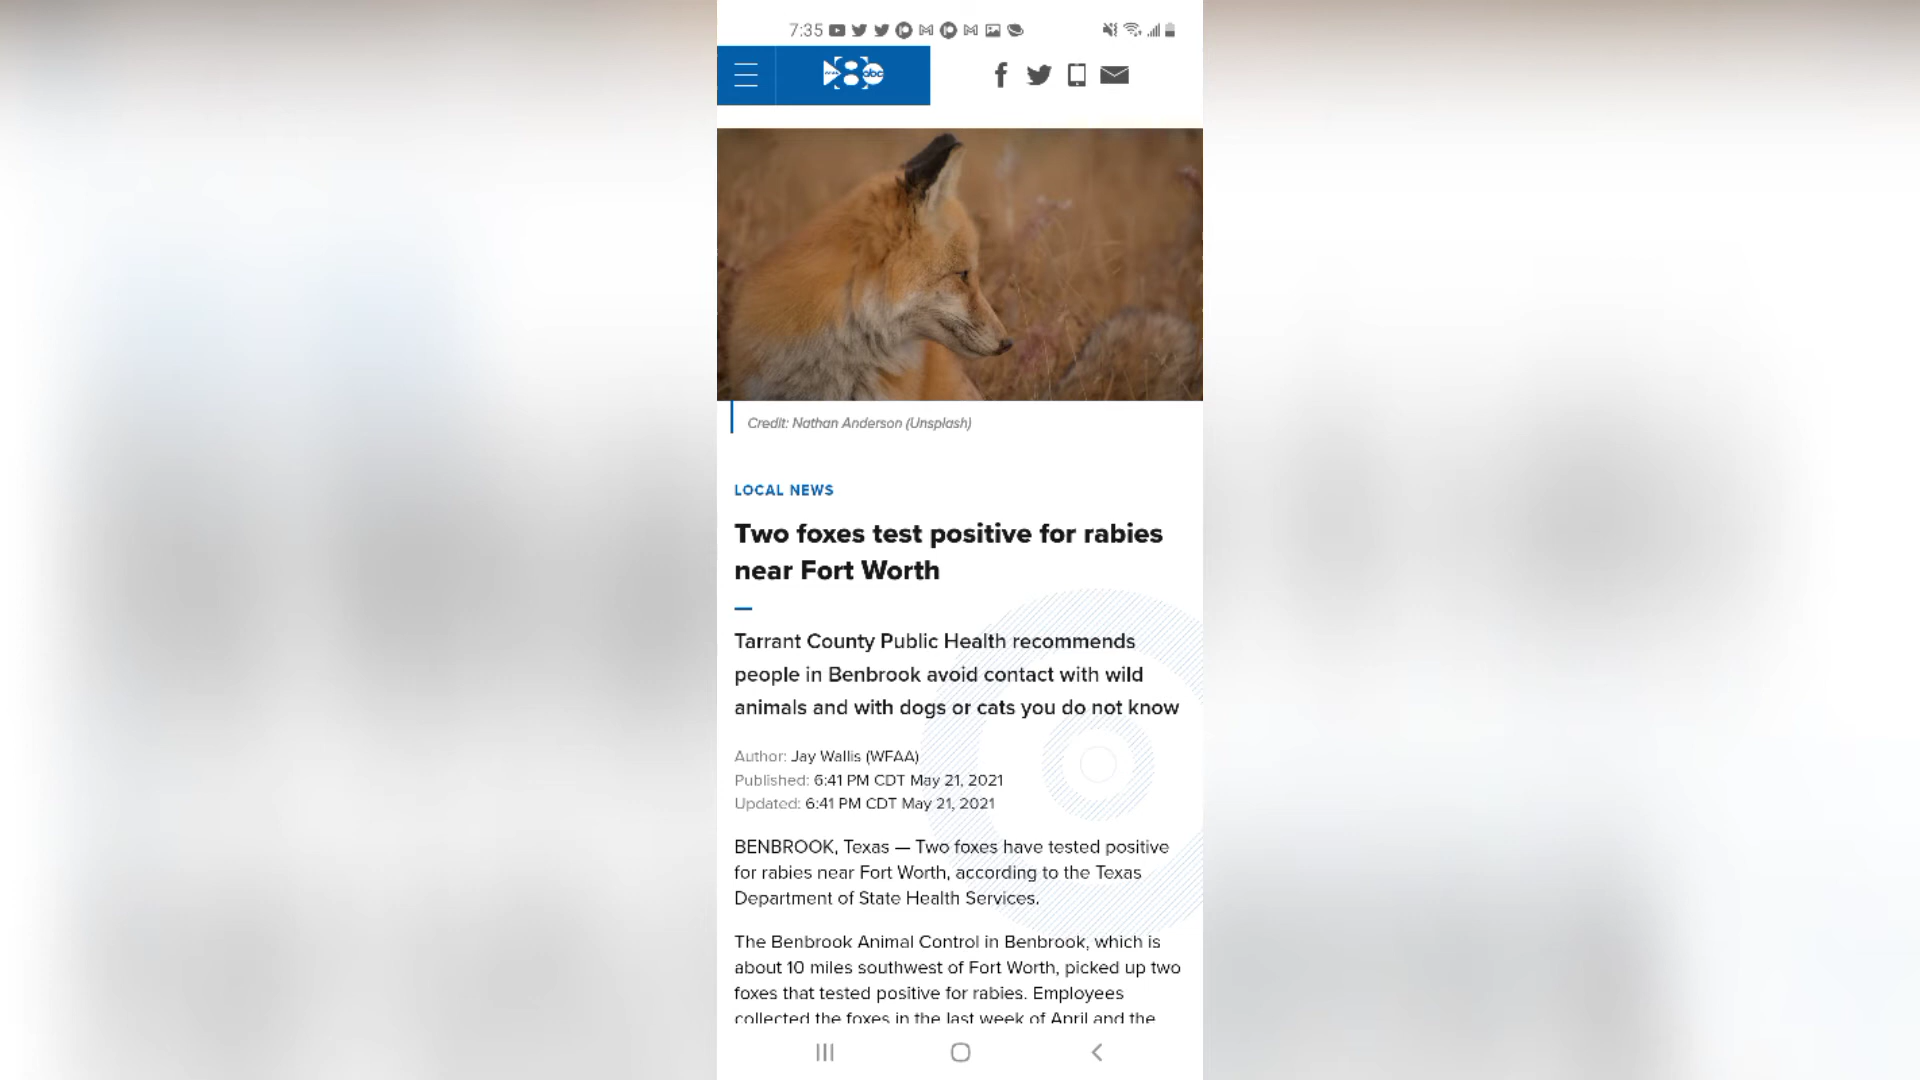 7:35
8 abc
Credit: Nathan Anderson (Unsplash)
LOCAL NEWS
Two foxes test positive for rabies
near Fort Worth
Tarrant County Public Health recommends
people in Benbrook avoid contact with wild
animals and with dogs or cats you do not know
Author: Jay Wallis (WFAA)
Published: 6:41 PM CDT May 21, 2021
Updated: 6:41 PM CDT May 21, 2021
BENBROOK, Texas — Two foxes have tested positive
for rabies near Fort Worth, according to the Texas
Department of State Health Services.
The Benbrook Animal Control in Benbrook, which is
about 10 miles southwest of Fort Worth, picked up two
foxes that tested positive for rabies. Employees
collected the foxes in the last week of April and the